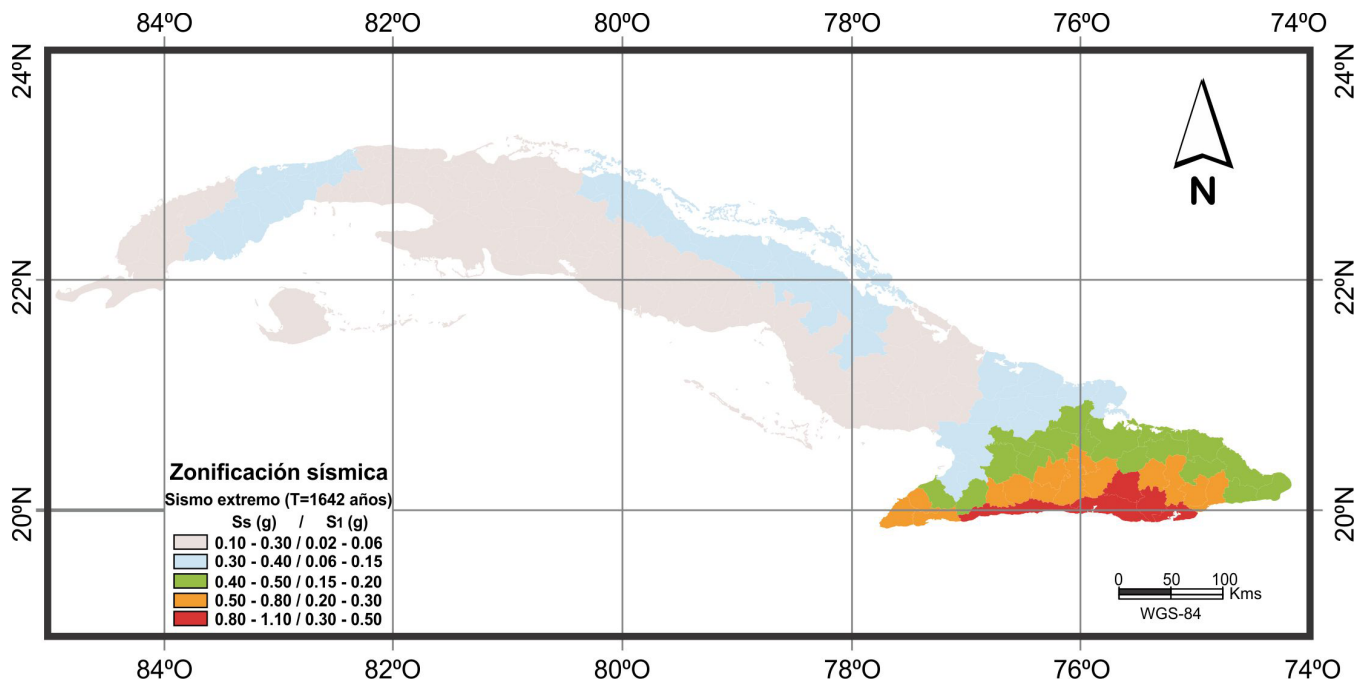 84ºO 82ºO 80ºO 78ºO 76ºO 74ºO
24ºN 24ºN
N
22ºN 22ºN
Zonificación sísmica
Sismo extremo (T=1642 años)
20ºN 20ºN
Ss (g) / S1 (g)
0.10 - 0.30 / 0.02 - 0.06
0.30 - 0.40 / 0.06 - 0.15
0.40 - 0.50 / 0.15 - 0.20
0.50 - 0.80 / 0.20 - 0.30
0.80 - 1.10 / 0.30 - 0.50
0 50 100
Kms
WGS-84
84ºO 82ºO 80ºO 78ºO 76ºO 74ºO